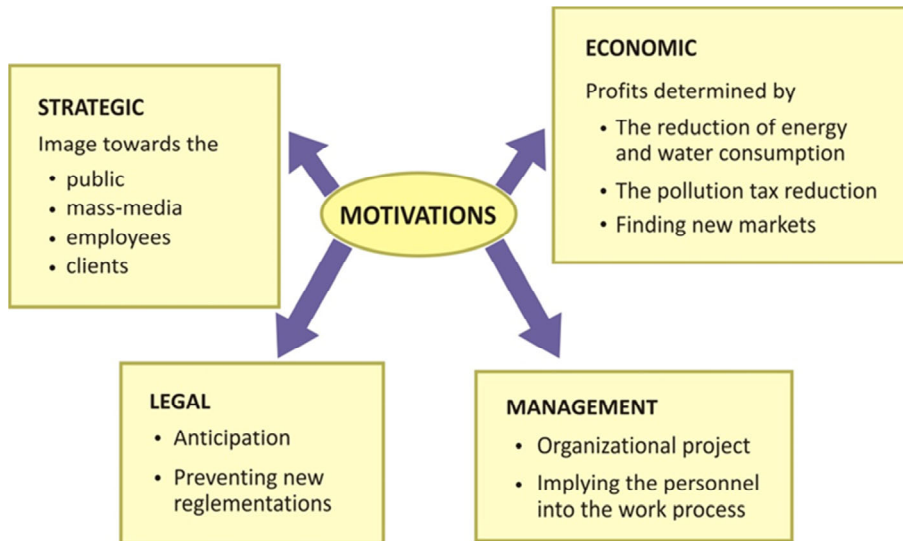 STRATEGIC
Image towards the
• public
• mass-media
• employees
• clients
ECONOMIC
Profits determined by
• The reduction of energy
and water consumption
• The pollution tax reduction
• Finding new markets
MOTIVATIONS
LEGAL
• Anticipation
• Preventing new
reglementations
MANAGEMENT
• Organizational project
• Implying the personnel
into the work process